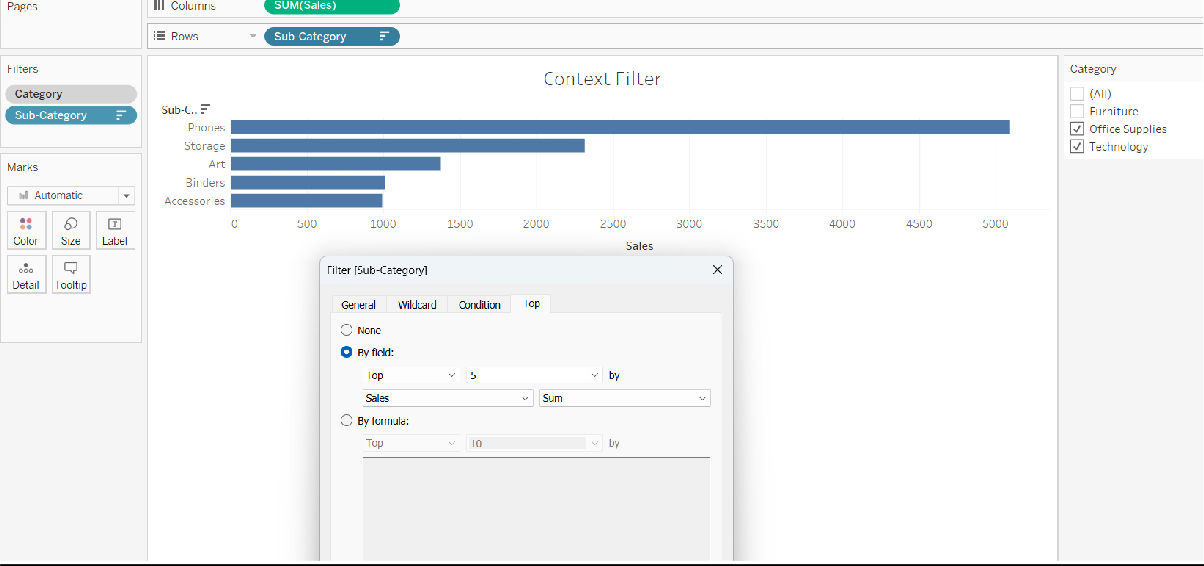 Pages
Columns
SUM(Sales)
Rows
Sub Category
Filters
Category
Sub-Category
Marks
Automatic
Color
Size
Label
Detail
Tooltip
Context Filter
Sub-C..
Phones
Storage
Art
Binders
Accessories
0 500 1000 1500 2000 2500 3000 3500 4000 4500 5000
Sales
Category
(All)
Furniture
Office Supplies
Technology
Filter [Sub-Category]
General Wildcard Condition Top
None
By field:
Top 5 by
Sales Sum
By formula:
Top 10 by